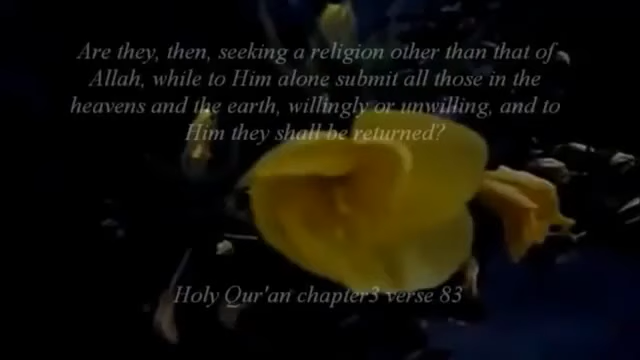 Are they, then, seeking a religion other than that of
Allah, while to Him alone submit all those in the
heavens and the earth, willingly or unwilling, and to
Him they shall be returned?
Holy Qur'an chapter3 verse 83